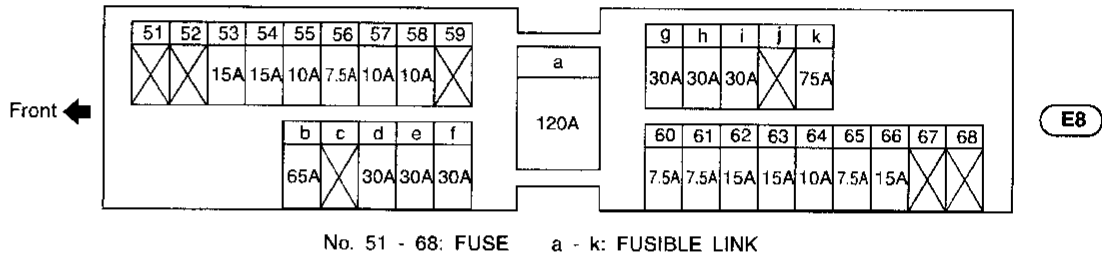 51 52 53 54 55 56 57 58 59
15A 15A 10A 7.5A 10A 10A
Front
b c d e f
65A 30A 30A 30A
a
120A
g h i j k
30A 30A 30A 75A
60 61 62 63 64 65 66 67 68
7.5A 7.5A 15A 15A 10A 7.5A 15A
E8
No. 51 - 68: FUSE a - k: FUSIBLE LINK